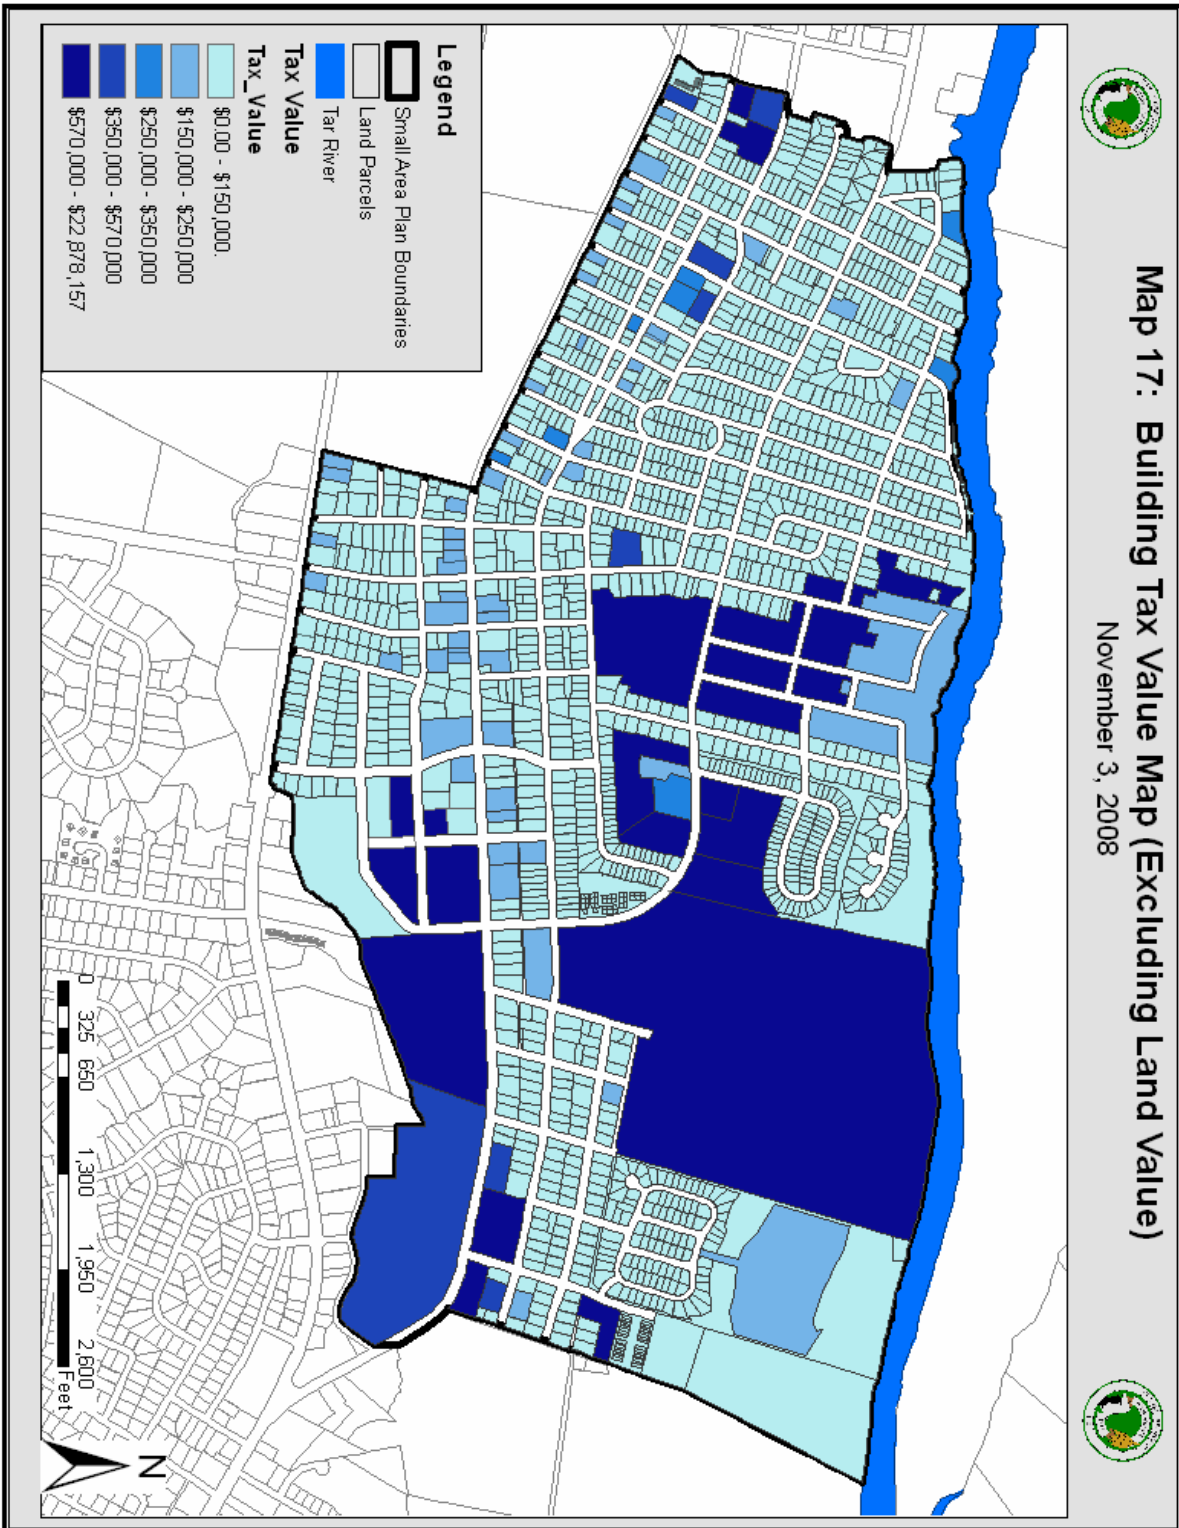 Map 17: Building Tax Value Map (Excluding Land Value)
November 3, 2008
Legend
Small Area Plan Boundaries
Land Parcels
Tar River
Tax Value
Tax_Value
$0.00 - $150,000.
$150,000 - $250,000
$250,000 - $350,000
$350,000 - $570,000
$570,000 - $22,878,157
0 325 650 1,300 1,950 2,600
Feet
N